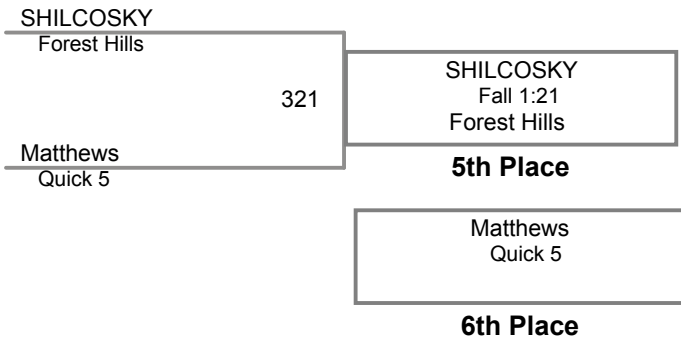 SHILCOSKY
Forest Hills
321
Matthews
Quick 5
SHILCOSKY
Fall 1:21
Forest Hills
5th Place
Matthews
Quick 5
6th Place